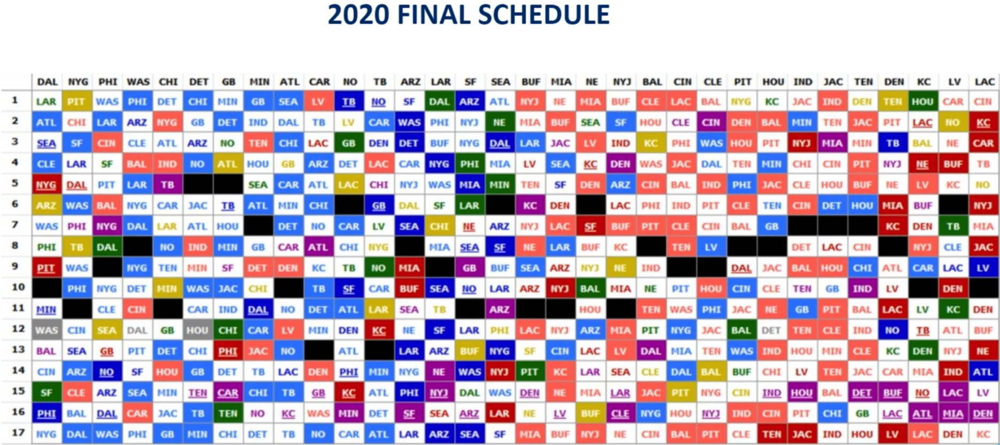 2020 FINAL SCHEDULE
DAL NYG PHI WAS CHI DET GB MIN ATL CAR NO TB ARZ LAR SF SEA BUF MIA NE NYJ BAL CIN CLE PIT HOU IND JAC TEN DEN KC LV LAC
1 LAR PIT WAS PHI DET CHI MIN GB SEA LV TB NO SF DAL ARZ ATL NYJ NE MIA BUF CLE LAC BAL NYG KC JAC IND DEN TEN HOU CAR CIN
2 ATL CHI LAR ARZ NYG GB DET IND DAL TB LV CAR WAS PHI NYJ NE MIA BUF SEA SF HOU CLE CIN DEN BAL MIN TEN JAC PIT LAC NO KC
3 SEA SF CIN CLE ATL ARZ NO TEN CHI LAC GB DEN DET BUF NYG DAL LAR JAC LV IND KC PHI WAS HOU PIT NYJ MIA MIN TB BAL NE CAR
4 CLE LAR SF BAL IND NO ATL HOU GB ARZ DET LAC CAR NYG PHI MIA LV SEA KC DEN WAS JAC DAL TEN MIN CHI CIN PIT NYJ NE BUF TB
5 NYG DAL PIT LAR TB SEA CAR ATL LAC CHI NYJ WAS MIA MIN TEN SF DEN ARZ CIN BAL IND PHI JAC CLE HOU BUF NE LV KC NO
6 ARZ WAS BAL NYG CAR JAC TB ATL MIN CHI GB DAL SF LAR KC DEN LAC PHI IND PIT CLE TEN CIN DET HOU MIA BUF NYJ
7 WAS PHI NYG DAL LAR ATL HOU DET NO CAR LV SEA CHI NE ARZ NYJ LAC SF BUF PIT CLE CIN BAL GB KC DEN TB MIA
8 PHI TB DAL NO IND MIN GB CAR ATL CHI NYG MIA SEA SF NE LAR BUF KC TEN LV DET LAC CIN NYJ CLE JAC
9 PIT WAS NYG TEN MIN SF DET DEN KC TB NO MIA GB BUF SEA ARZ NYJ NE IND DAL JAC BAL HOU CHI ATL CAR LAC LV
10 PHI NYG DET MIN WAS JAC CHI TB SF CAR BUF SEA NO LAR ARZ NYJ BAL MIA NE PIT HOU CIN CLE TEN GB IND LV DEN
11 MIN CLE CIN CAR IND DAL NO DET ATL LAR SEA TB ARZ HOU TEN WAS PHI JAC NE GB PIT BAL LAC LV KC DEN
12 WAS CIN SEA DAL GB HOU CHI CAR LV MIN DEN KC NE SF LAR PHI LAC NYJ ARZ MIA PIT NYG JAC BAL DET TEN CLE IND NO TB ATL BUF
13 BAL SEA GB PIT DET CHI PHI JAC NO ATL LAR ARZ BUF NYG SF CIN LAC LV DAL MIA TEN WAS IND HOU MIN CLE KC DEN NYJ NE
14 CIN ARZ NO SF HOU GB DET TB LAC DEN PHI MIN NYG NE WAS NYJ PIT KC LAR SEA CLE DAL BAL BUF CHI LV TEN JAC CAR MIA IND ATL
15 SF CLE ARZ SEA MIN TEN CAR CHI TB GB KC ATL PHI NYJ DAL WAS DEN NE MIA LAR JAC PIT NYG CIN IND HOU BAL DET BUF NO LAC LV
16 PHI BAL DAL CAR JAC TB TEN NO KC WAS MIN DET SF SEA ARZ LAR NE LV BUF CLE NYG HOU NYJ IND CIN PIT CHI GB LAC ATL MIA DEN
17 NYG DAL WAS PHI GB MIN CHI DET TB NO CAR ATL LAR ARZ SEA SF MIA BUF NYJ NE CIN BAL PIT CLE TEN JAC IND HOU LV LAC DEN KC